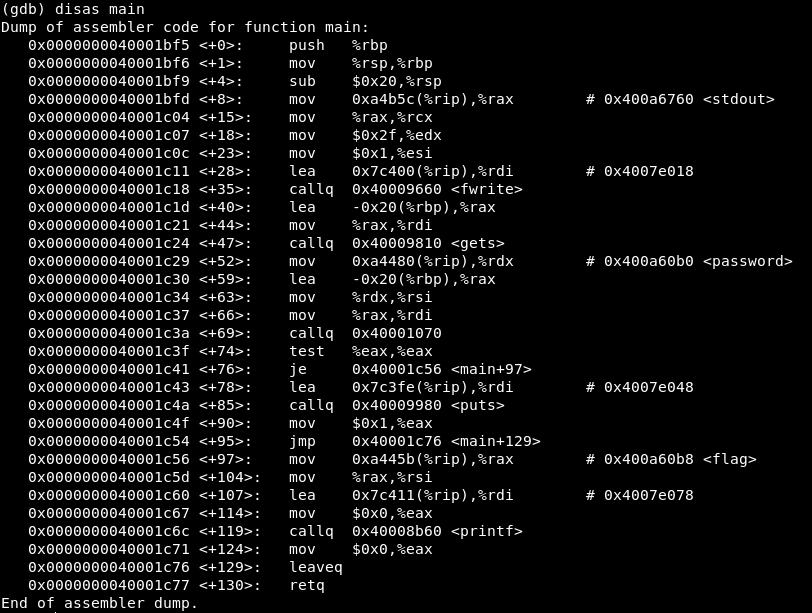 (gdb) disas main
Dump of assembler code for function main:
   0x0000000040001bf5 <+0>:     push   %rbp
   0x0000000040001bf6 <+1>:     mov    %rsp,%rbp
   0x0000000040001bf9 <+4>:     sub    $0x20,%rsp
   0x0000000040001bfd <+8>:     mov    0xa4b5c(%rip),%rax        # 0x400a6760 <stdout>
   0x0000000040001c04 <+15>:    mov    %rax,%rcx
   0x0000000040001c07 <+18>:    mov    $0x2f,%edx
   0x0000000040001c0c <+23>:    mov    $0x1,%esi
   0x0000000040001c11 <+28>:    lea    0x7c400(%rip),%rdi        # 0x4007e018
   0x0000000040001c18 <+35>:    callq  0x40009660 <fwrite>
   0x0000000040001c1d <+40>:    lea    -0x20(%rbp),%rax
   0x0000000040001c21 <+44>:    mov    %rax,%rdi
   0x0000000040001c24 <+47>:    callq  0x40009810 <gets>
   0x0000000040001c29 <+52>:    mov    0xa4480(%rip),%rdx        # 0x400a60b0 <password>
   0x0000000040001c30 <+59>:    lea    -0x20(%rbp),%rax
   0x0000000040001c34 <+63>:    mov    %rdx,%rsi
   0x0000000040001c37 <+66>:    mov    %rax,%rdi
   0x0000000040001c3a <+69>:    callq  0x40001070
   0x0000000040001c3f <+74>:    test   %eax,%eax
   0x0000000040001c41 <+76>:    je     0x40001c56 <main+97>
   0x0000000040001c43 <+78>:    lea    0x7c3fe(%rip),%rdi        # 0x4007e048
   0x0000000040001c4a <+85>:    callq  0x40009980 <puts>
   0x0000000040001c4f <+90>:    mov    $0x1,%eax
   0x0000000040001c54 <+95>:    jmp    0x40001c76 <main+129>
   0x0000000040001c56 <+97>:    mov    0xa445b(%rip),%rax        # 0x400a60b8 <flag>
   0x0000000040001c5d <+104>:   mov    %rax,%rsi
   0x0000000040001c60 <+107>:   lea    0x7c411(%rip),%rdi        # 0x4007e078
   0x0000000040001c67 <+114>:   mov    $0x0,%eax
   0x0000000040001c6c <+119>:   callq  0x40008b60 <printf>
   0x0000000040001c71 <+124>:   mov    $0x0,%eax
   0x0000000040001c76 <+129>:   leaveq
   0x0000000040001c77 <+130>:   retq
End of assembler dump.